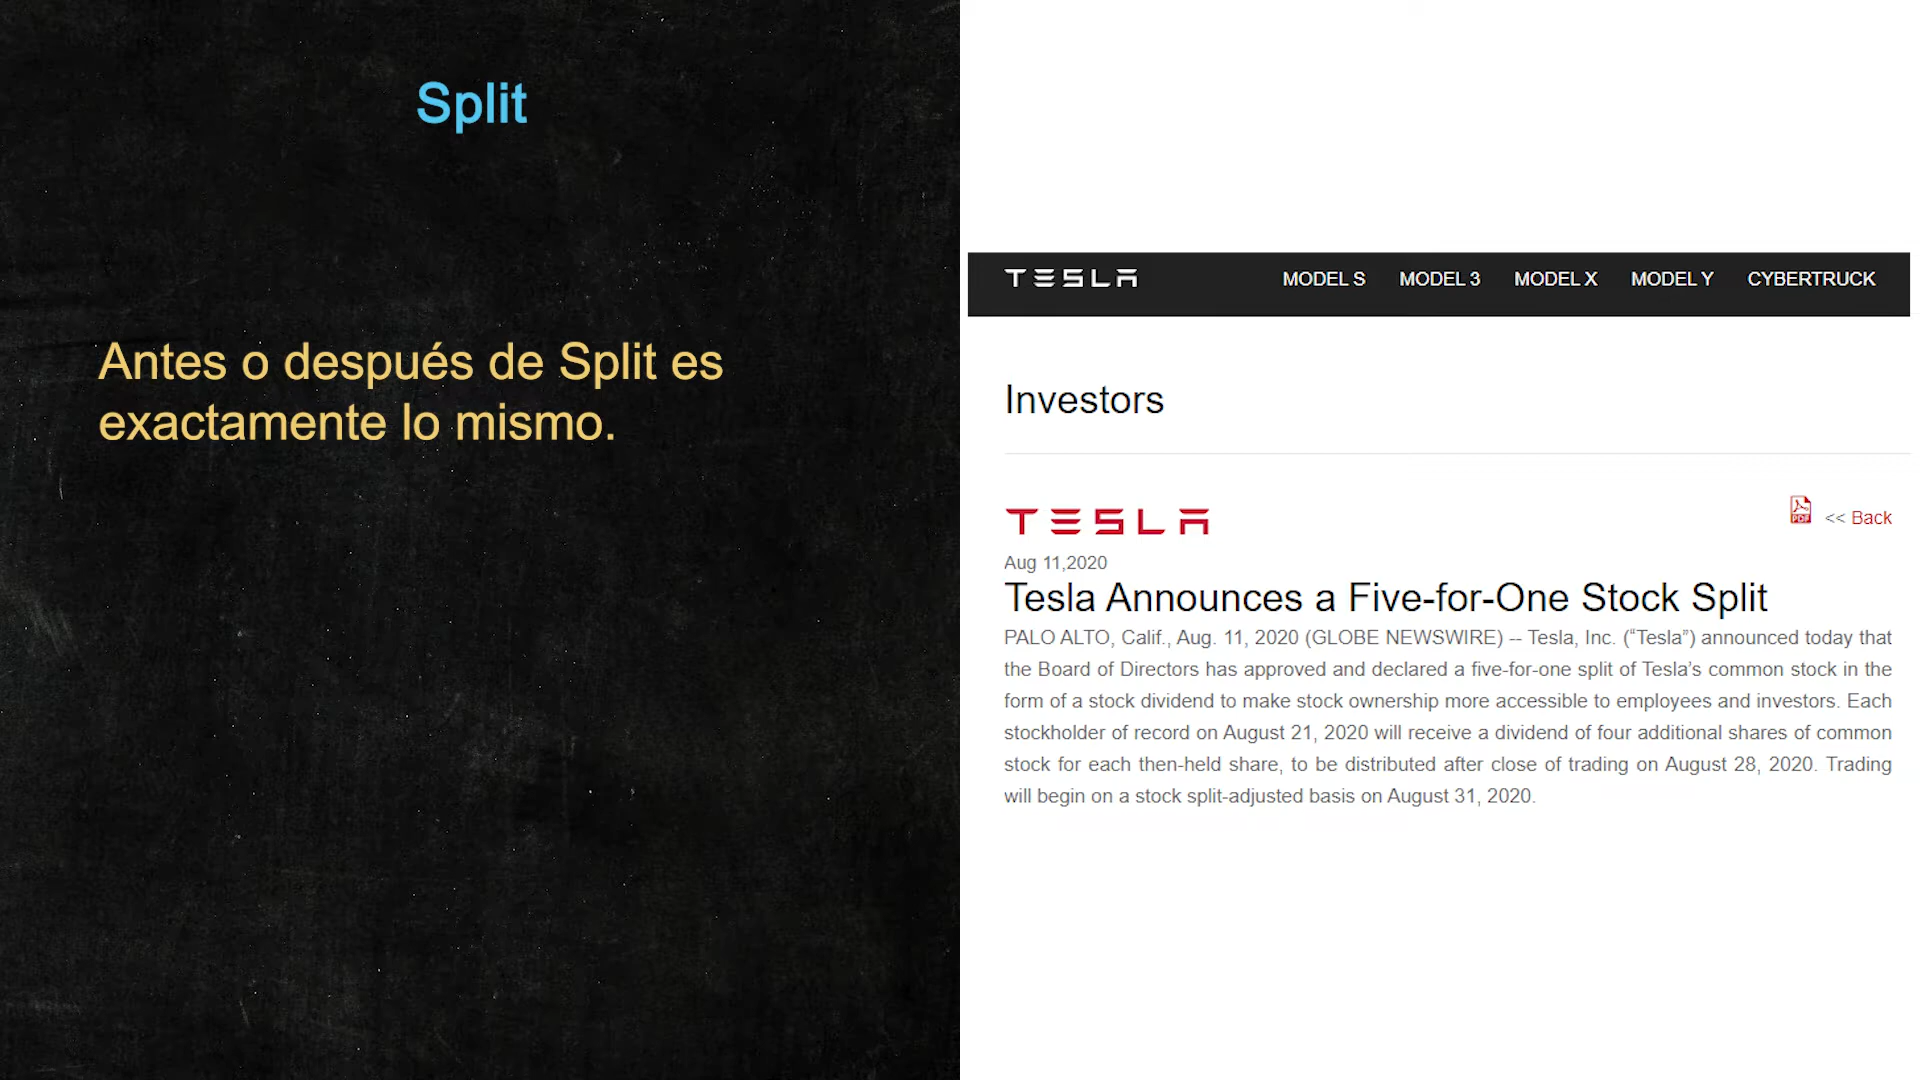 Split
Antes o después de Split es
exactamente lo mismo.
TESLA
MODEL S MODEL 3 MODEL X MODEL Y CYBERTRUCK
Investors
TESLA
PDF << Back
Aug 11,2020
Tesla Announces a Five-for-One Stock Split
PALO ALTO, Calif., Aug. 11, 2020 (GLOBE NEWSWIRE) -- Tesla, Inc. (“Tesla”) announced today that
the Board of Directors has approved and declared a five-for-one split of Tesla’s common stock in the
form of a stock dividend to make stock ownership more accessible to employees and investors. Each
stockholder of record on August 21, 2020 will receive a dividend of four additional shares of common
stock for each then-held share, to be distributed after close of trading on August 28, 2020. Trading
will begin on a stock split-adjusted basis on August 31, 2020.